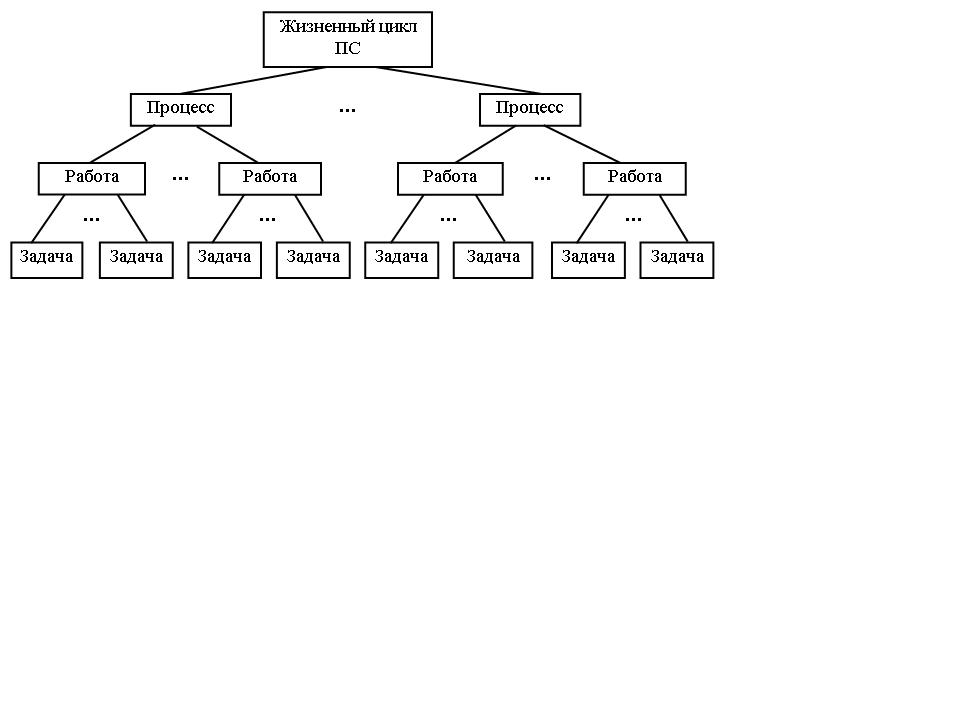 Жизненный цикл
ПС
Процесс ... Процесс
Работа ... Работа Работа ... Работа
... ... ... ...
Задача Задача Задача Задача Задача Задача Задача Задача